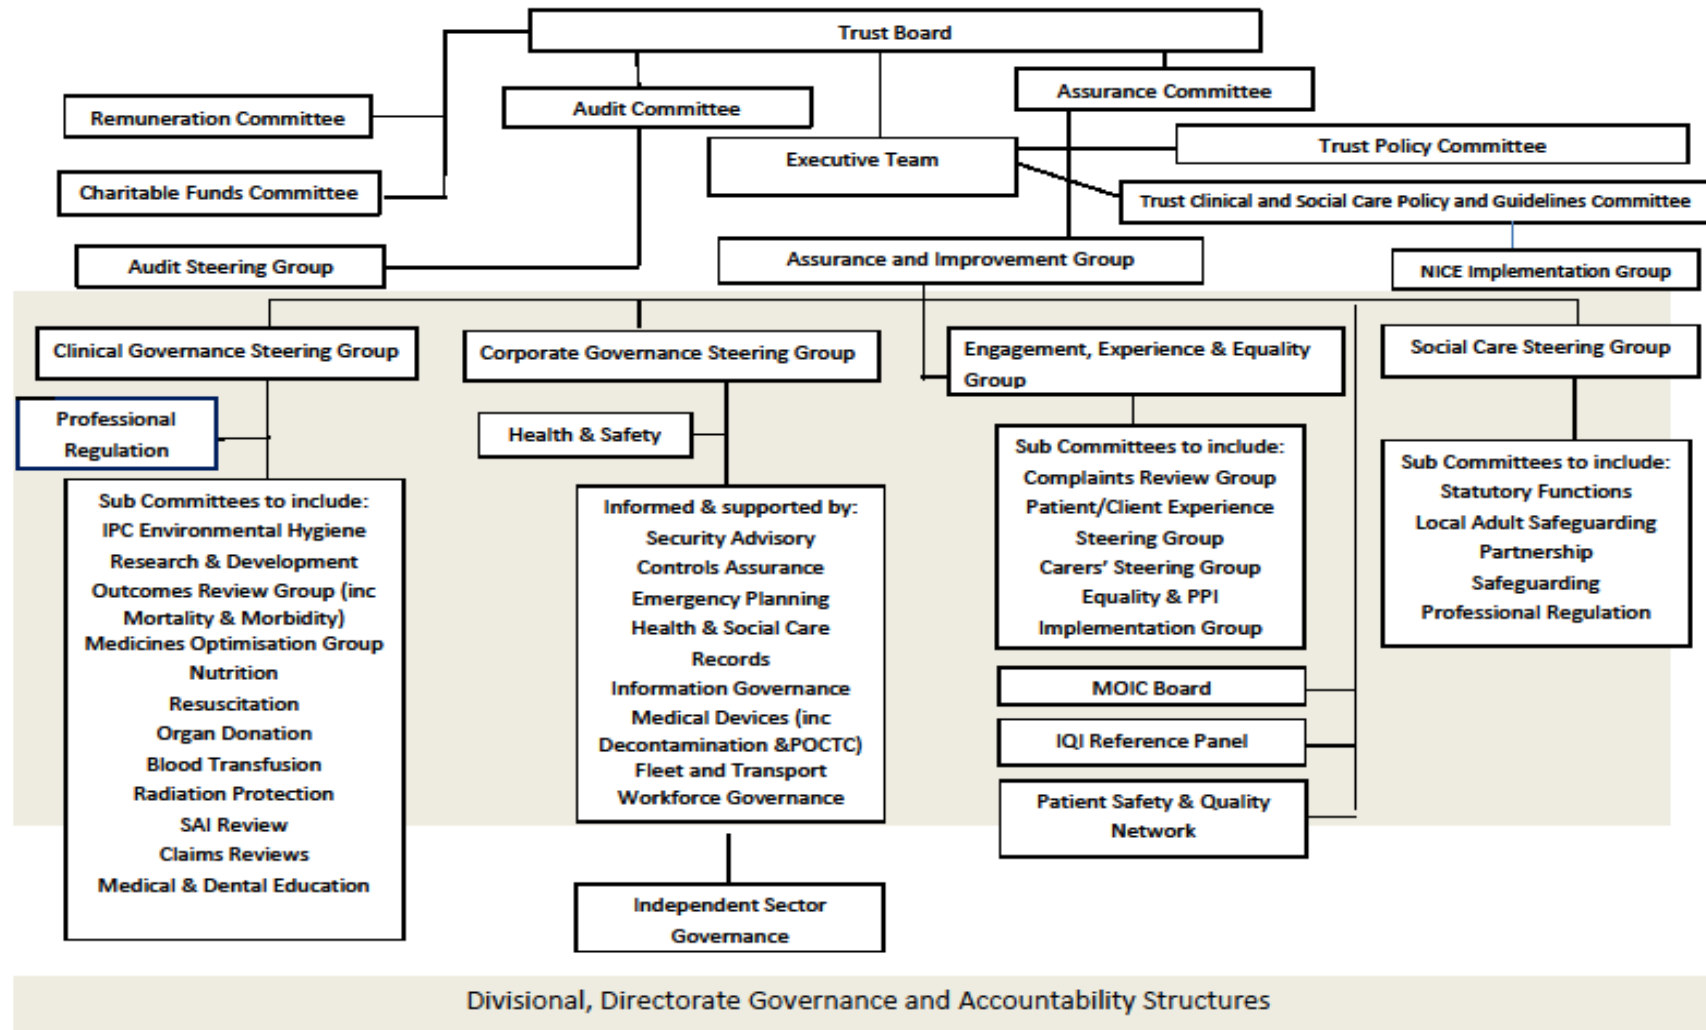 Trust Board
Remuneration Committee
Audit Committee
Assurance Committee
Executive Team
Trust Policy Committee
Charitable Funds Committee
Trust Clinical and Social Care Policy and Guidelines Committee
Audit Steering Group
Assurance and Improvement Group
NICE Implementation Group
Clinical Governance Steering Group
Corporate Governance Steering Group
Engagement, Experience & Equality
Group
Social Care Steering Group
Professional
Regulation
Health & Safety
Sub Committees to include:
IPC Environmental Hygiene
Research & Development
Outcomes Review Group (inc
Mortality & Morbidity)
Medicines Optimisation Group
Nutrition
Resuscitation
Organ Donation
Blood Transfusion
Radiation Protection
SAI Review
Claims Reviews
Medical & Dental Education
Informed & supported by:
Security Advisory
Controls Assurance
Emergency Planning
Health & Social Care
Records
Information Governance
Medical Devices (inc
Decontamination &POCTC)
Fleet and Transport
Workforce Governance
Independent Sector
Governance
Sub Committees to include:
Complaints Review Group
Patient/Client Experience
Steering Group
Carers' Steering Group
Equality & PPI
Implementation Group
MOIC Board
IQI Reference Panel
Patient Safety & Quality
Network
Sub Committees to include:
Statutory Functions
Local Adult Safeguarding
Partnership
Safeguarding
Professional Regulation
Divisional, Directorate Governance and Accountability Structures